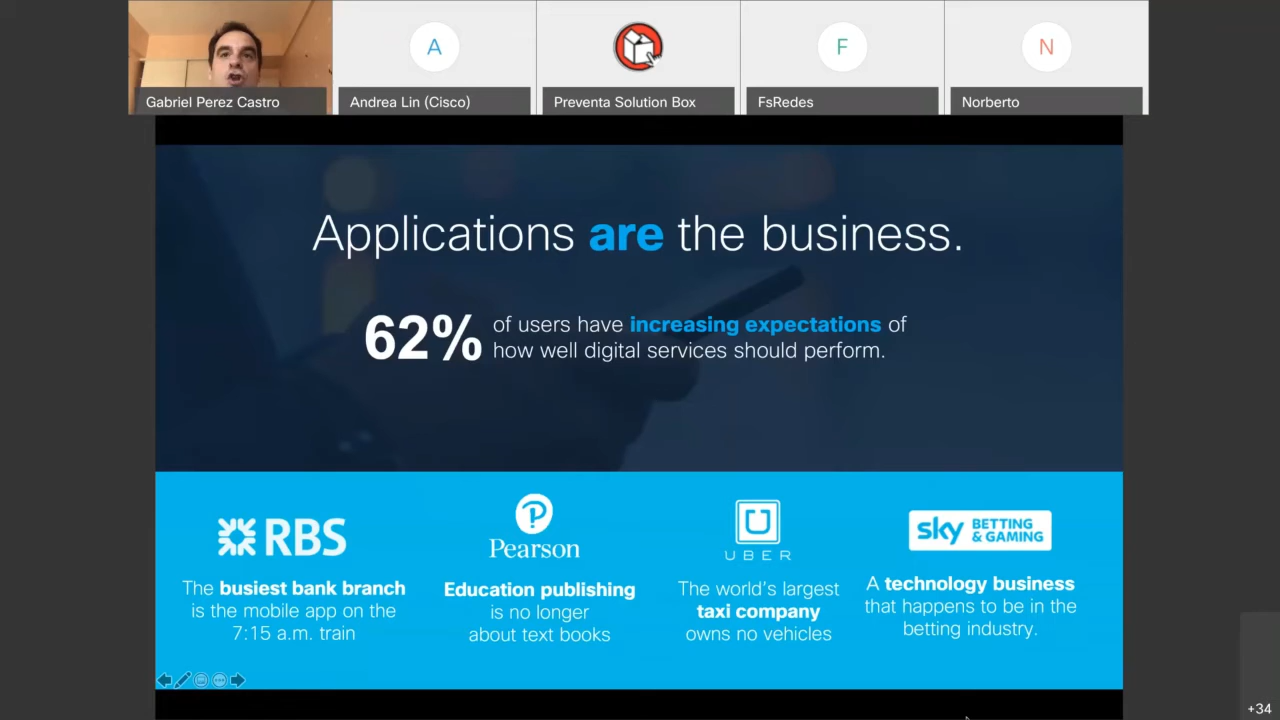 A
F
N
Gabriel Perez Castro
Andrea Lin (Cisco)
Preventa Solution Box
FsRedes
Norberto
Applications are the business.
62%
of users have increasing expectations of
how well digital services should perform.
RBS
The busiest bank branch
is the mobile app on the
7:15 a.m. train
Pearson
Education publishing
is no longer
about text books
UBER
The world's largest
taxi company
owns no vehicles
sky BETTING
& GAMING
A technology business
that happens to be in the
betting industry.
+34